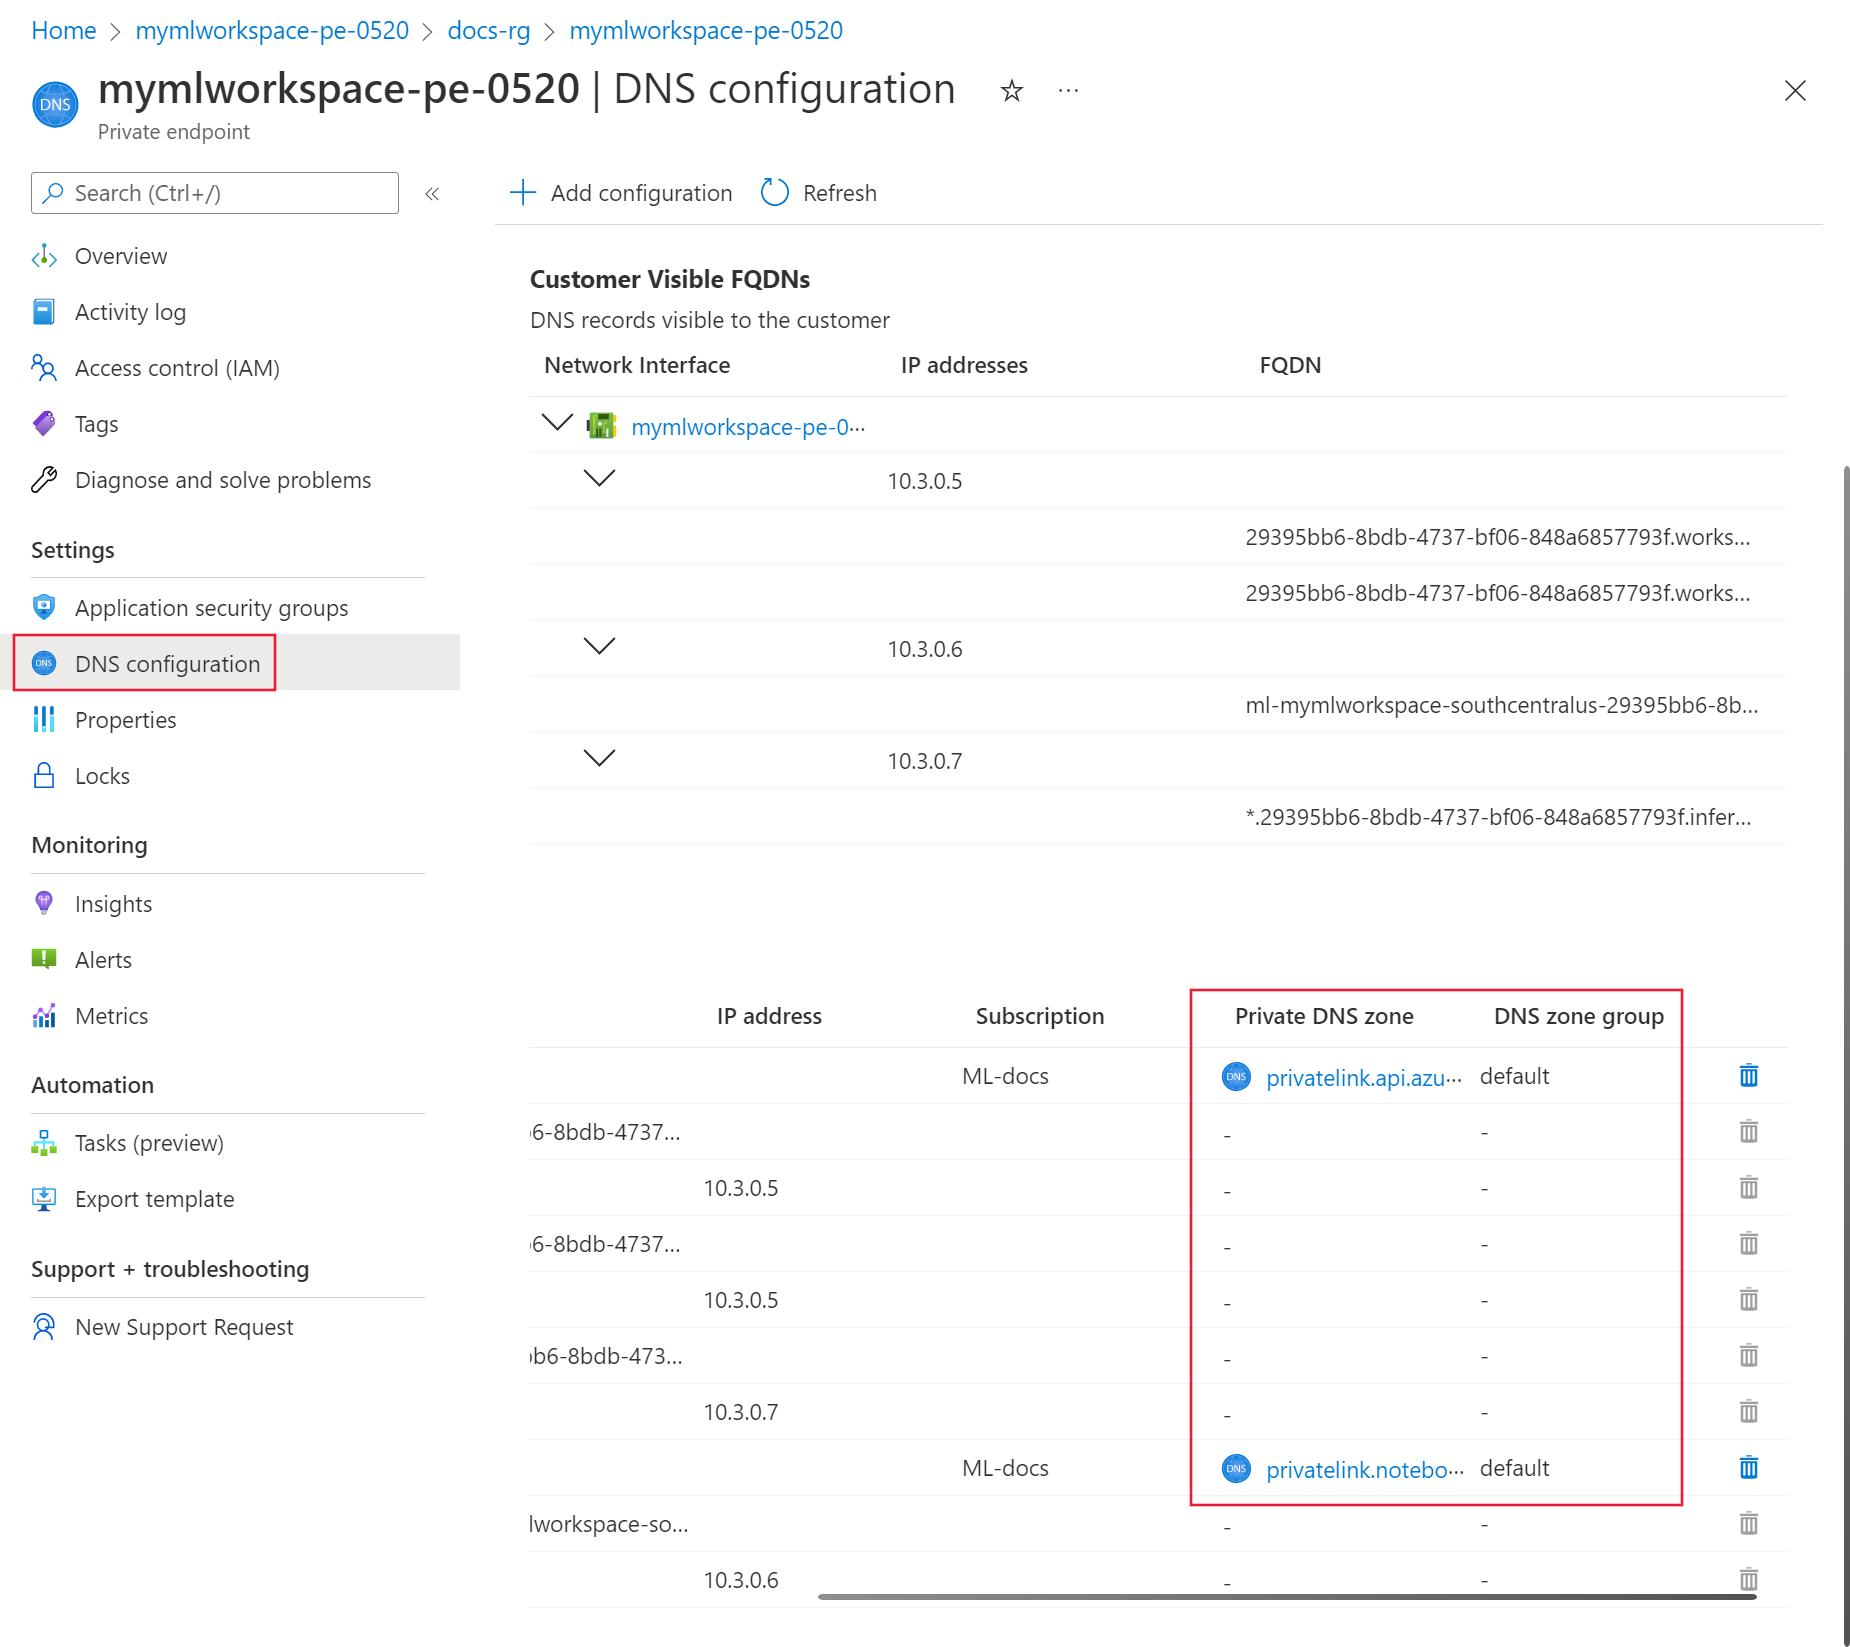 Home > mymlworkspace-pe-0520 > docs-rg > mymlworkspace-pe-0520
DNS
mymlworkspace-pe-0520 | DNS configuration
Private endpoint
Search (Ctrl+/)
Overview
Activity log
Access control (IAM)
Tags
Diagnose and solve problems
Settings
Application security groups
DNS DNS configuration
Properties
Locks
Monitoring
Insights
Alerts
Metrics
Automation
Tasks (preview)
Export template
Support + troubleshooting
New Support Request
Add configuration Refresh
Customer Visible FQDNs
DNS records visible to the customer
Network Interface IP addresses FQDN
mymlworkspace-pe-0...
10.3.0.5
29395bb6-8bdb-4737-bf06-848a6857793f.works...
29395bb6-8bdb-4737-bf06-848a6857793f.works...
10.3.0.6
ml-mymlworkspace-southcentralus-29395bb6-8b...
10.3.0.7
*.29395bb6-8bdb-4737-bf06-848a6857793f.infer...
IP address Subscription Private DNS zone DNS zone group
ML-docs DNS privatelink.api.azu... default
6-8bdb-4737... - -
10.3.0.5 - -
6-8bdb-4737... - -
10.3.0.5 - -
b6-8bdb-473... - -
10.3.0.7 - -
ML-docs DNS privatelink.notebo... default
lworkspace-so... - -
10.3.0.6 - -